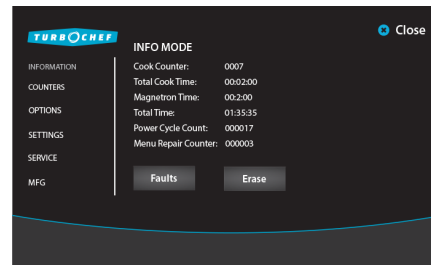 TURBOCHEF
Close
INFO MODE
INFORMATION
COUNTERS
OPTIONS
SETTINGS
SERVICE
MFG
Cook Counter: 0007
Total Cook Time: 00:02:00
Magnetron Time: 00:2:00
Total Time: 01:35:35
Power Cycle Count: 000017
Menu Repair Counter: 000003
Faults
Erase